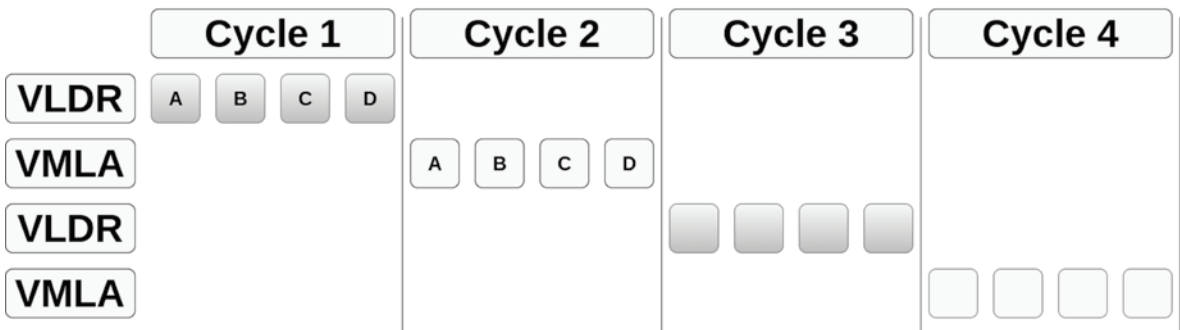 Cycle 1 Cycle 2 Cycle 3 Cycle 4
VLDR A B C D
VMLA A B C D
VLDR
VMLA